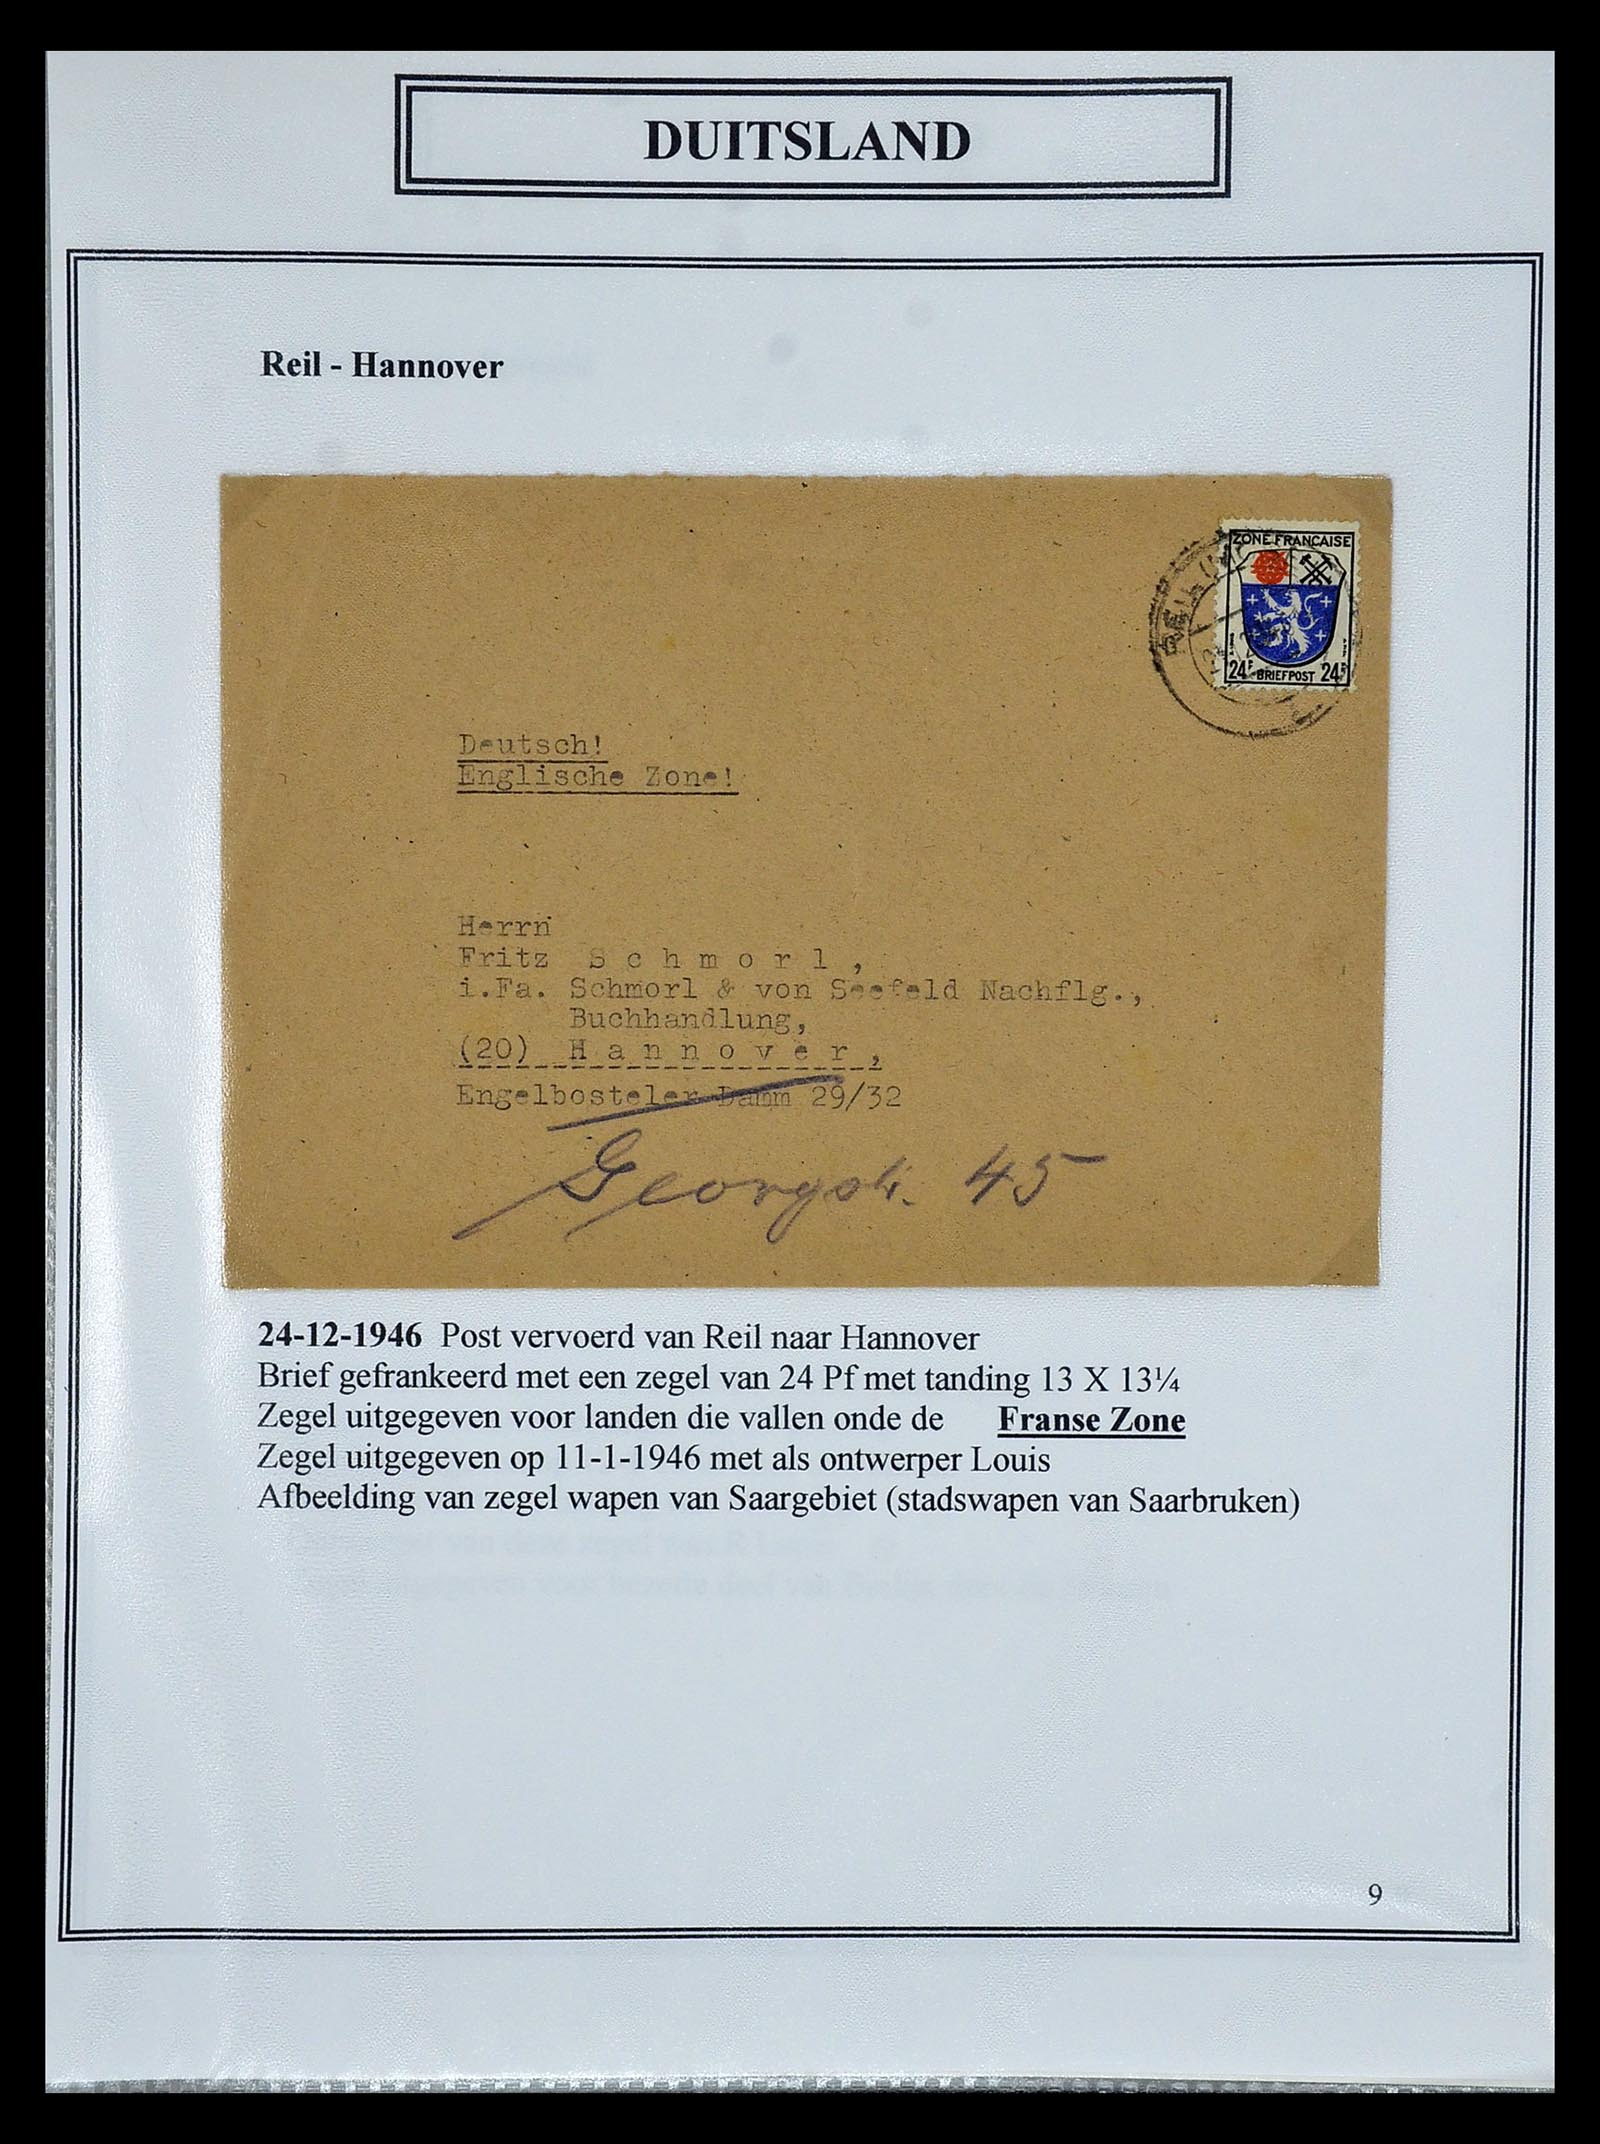 DUITSLAND
Reil - Hannover
ZONE FRANÇAISE
24 F BRIEFPOST 24 F
REIL
Deutsch!
Englische Zone!
Herrn
Fritz S c h m o r l ,
i.Fa. Schmorl & von Seefeld Nachflg.,
Buchhandlung,
(20) H a n n o v e r ,
Engelbosteler Damm 29/32
Georgstr. 45
24-12-1946 Post vervoerd van Reil naar Hannover
Brief gefrankeerd met een zegel van 24 Pf met tanding 13 X 13¼
Zegel uitgegeven voor landen die vallen onde de Franse Zone
Zegel uitgegeven op 11-1-1946 met als ontwerper Louis
Afbeelding van zegel wapen van Saargebiet (stadswapen van Saarbruken)
9